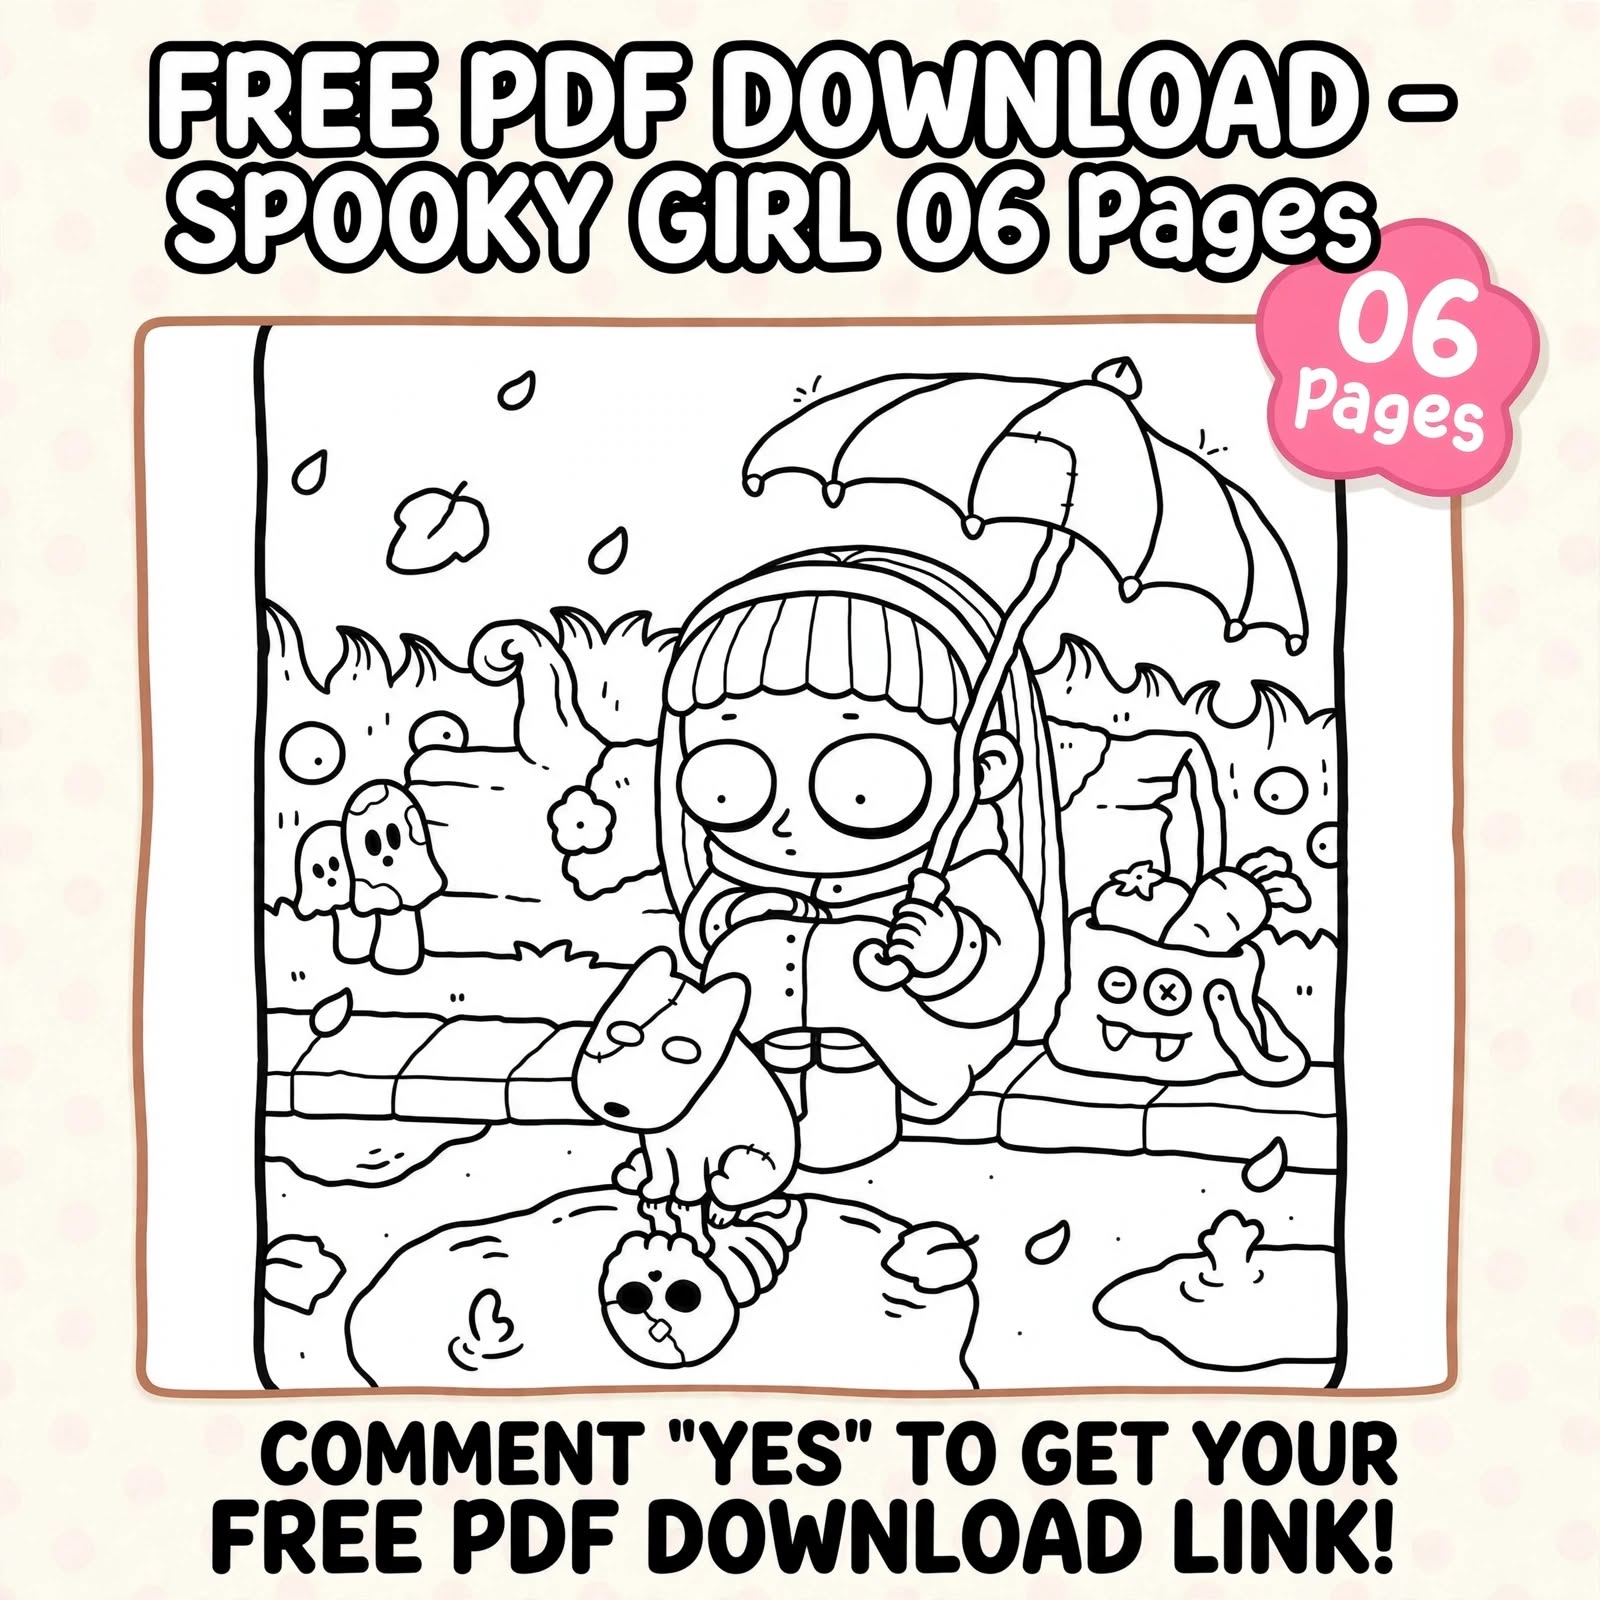 FREE PDF DOWNLOAD -
SPOOKY GIRL 06 Pages
06
Pages
COMMENT "YES" TO GET YOUR
FREE PDF DOWNLOAD LINK!